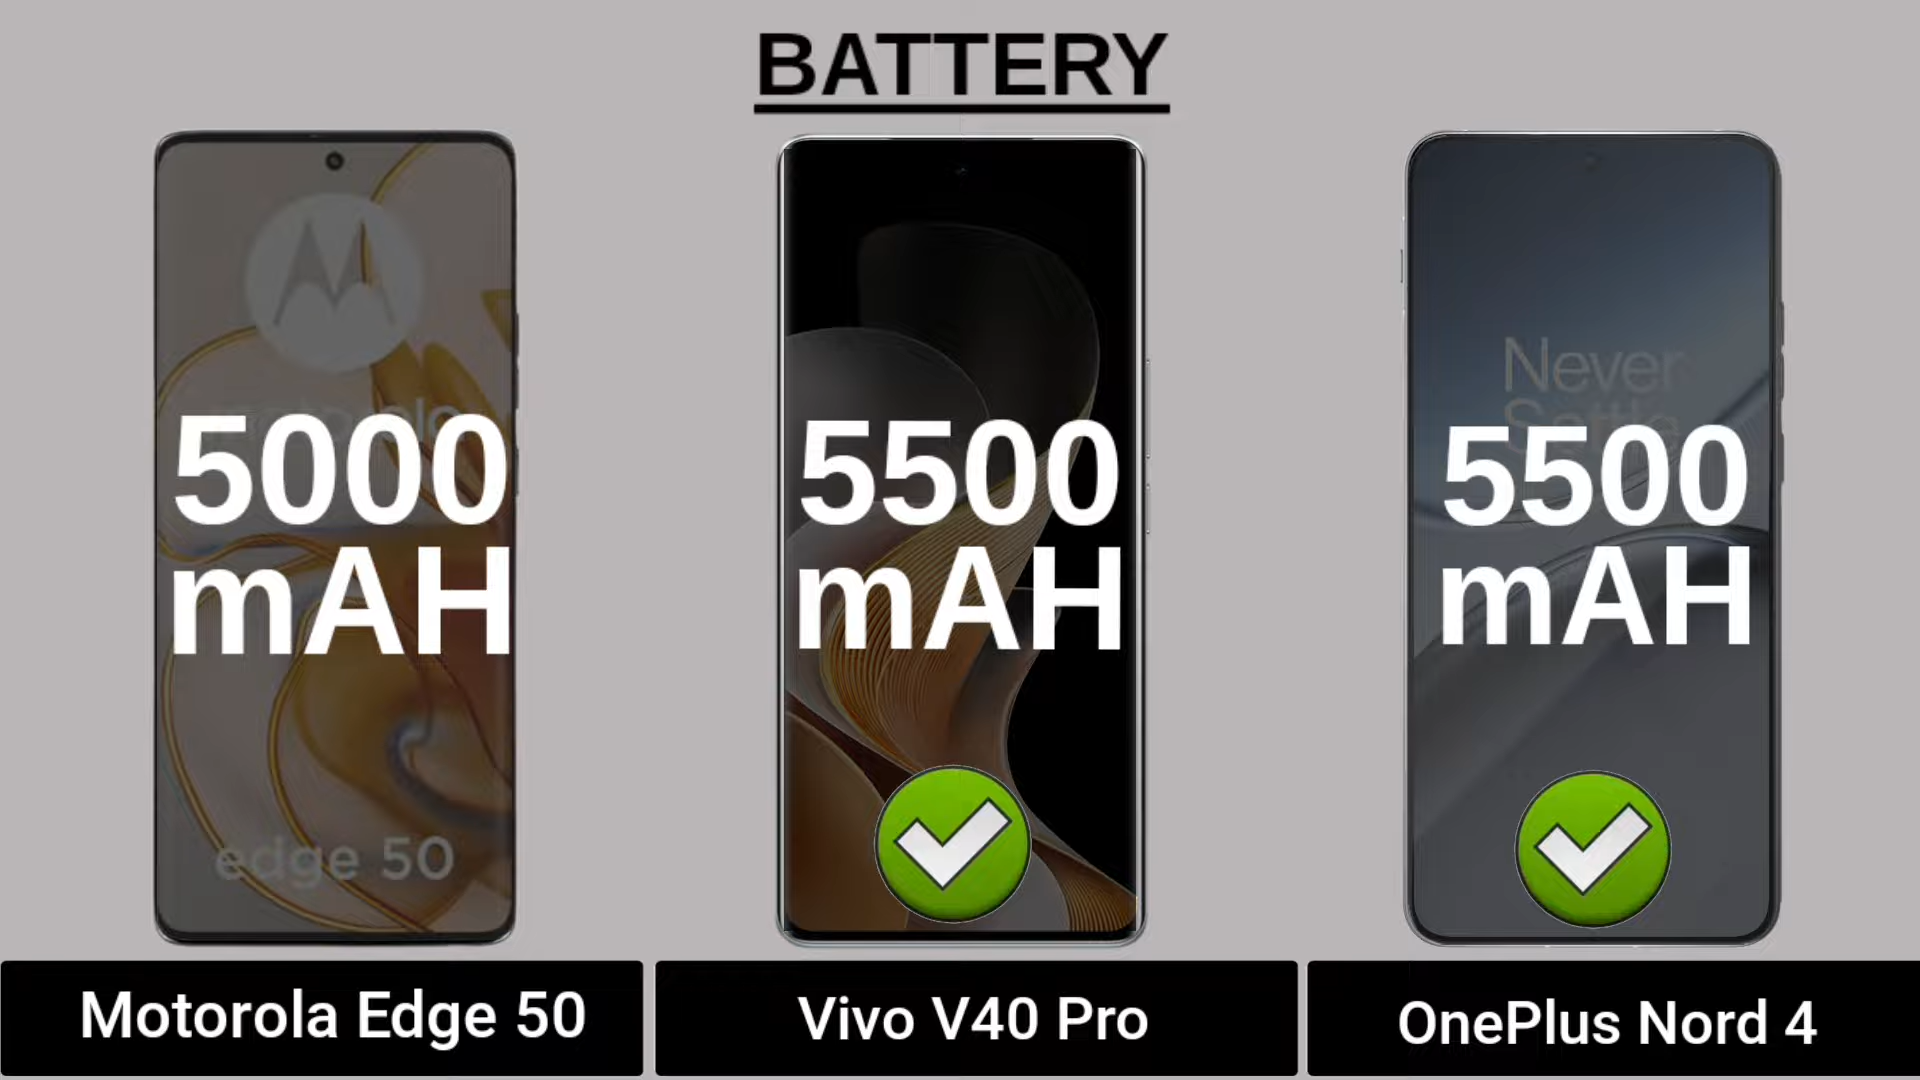 BATTERY
Never
Settle
5000
mAH
5500
mAH
5500
mAH
edge 50
Motorola Edge 50
Vivo V40 Pro
OnePlus Nord 4